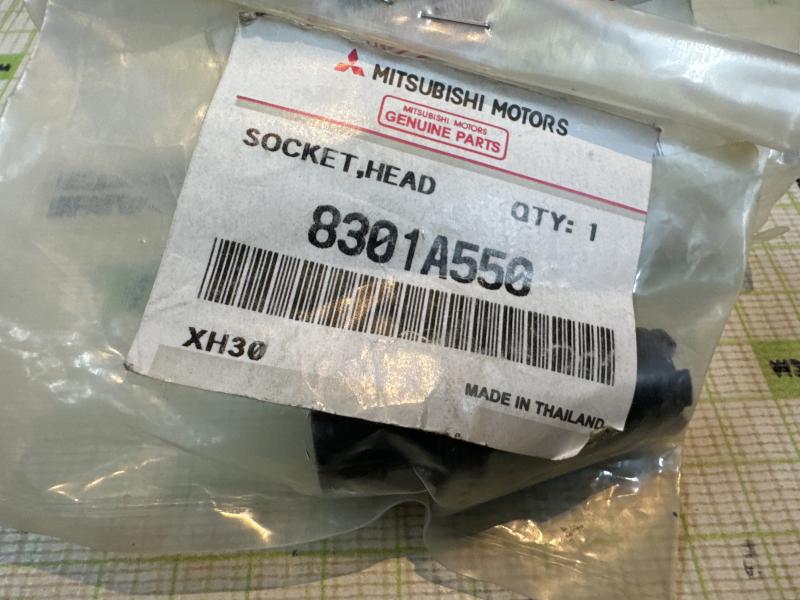 MITSUBISHI MOTORS
MITSUBISHI MOTORS
GENUINE PARTS
SOCKET,HEAD
QTY: 1
8301A550
XH30
MADE IN THAILAND